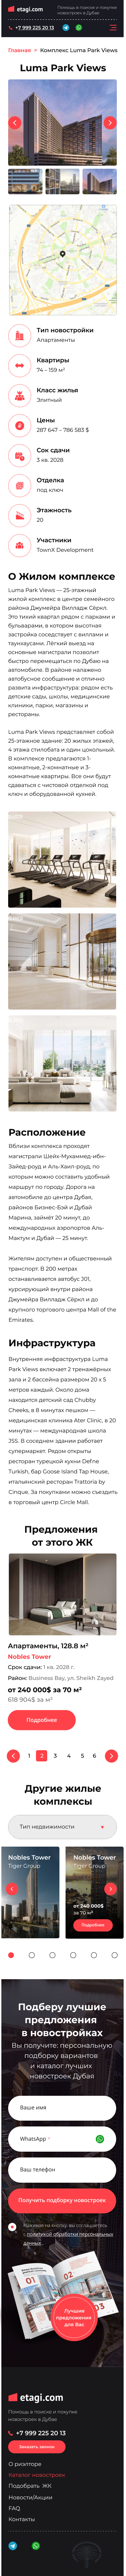 etagi.com
Помощь в поиске и покупке
новостроек в Дубае
+7 999 225 20 13
Главная > Комплекс Luma Park Views
Luma Park Views
Тип новостройки
Апартаменты
Квартиры
74 – 159 м²
Класс жилья
Элитный
Цены
287 647 – 786 583 $
Сок сдачи
3 кв. 2028
Отделка
под ключ
Этажность
20
Участники
TownX Development
О Жилом комплексе
Luma Park Views — 25-этажный
комплекс в центре семейного
района Джумейра Вилладж Сёркл.
Это тихий квартал рядом с парками и
бульварами, в котором высотная
застройка соседствует с виллами и
таунхаусами. Лёгкий выезд на
основные магистрали позволяет
быстро перемещаться по Дубаю на
автомобиле. В районе налажено
автобусное сообщение и отлично
развита инфраструктура: рядом есть
детские сады, школы, медицинские
клиники, парки, магазины и
рестораны.
Luma Park Views представляет собой
25-этажное здание: 20 жилых этажей,
4 этажа стилобата и один цокольный.
В комплексе предлагаются 1-
комнатные, 2-комнатные и 3-
комнатные квартиры. Все они будут
сдаваться с чистовой отделкой под
ключ и оборудованной кухней.
Расположение
Вблизи комплекса проходят
магистрали Шейх-Мухаммед-ибн-
Зайед-роуд и Аль-Хаил-роуд, по
которым можно составить удобный
маршрут по городу. Дорога на
автомобиле до центра Дубая,
районов Бизнес-Бэй и Дубай
Марина, займёт 20 минут, до
международных аэропортов Аль-
Мактум и Дубай — 25 минут.
Жителям доступен и общественный
транспорт. В 200 метрах
останавливается автобус J01,
курсирующий внутри района
Джумейра Вилладж Сёркл и до
крупного торгового центра Mall of the
Emirates.
Инфраструктура
Внутренняя инфраструктура Luma
Park Views включает 2 тренажерных
зала и 2 бассейна размером 20 х 5
метров каждый. Около дома
находятся детский сад Chubby
Cheeks, в 8 минутах пешком —
медицинская клиника Ater Clinic, в 20
минутах — международная школа
JSS. В соседнем здании работает
супермаркет. Рядом открыты
ресторан турецкой кухни Defne
Turkish, бар Goose Island Tap House,
итальянский ресторан Trattoria by
Cinque. За покупками можно съездить
в торговый центр Circle Mall.
Предложения
от этого ЖК
Апартаменты, 128.8 м²
Nobles Tower
Срок сдачи: 1 кв. 2028 г.
Район: Business Bay, ул. Sheikh Zayed
от 240 000$ за 70 м²
618 904$ за м²
Подробнее
1 2 3 4 5 6
Другие жилые
комплексы
Тип недвижимости
Nobles Tower
Tiger Group
Nobles Tower
Tiger Group
от 240 000$
за 70 м²
Подробнее
Подберу лучшие
предложения
в новостройках
Вы получите: персональную
подборку вариантов
и каталог лучших
новостроек Дубая
Ваше имя
WhatsApp
Ваш телефон
Получить подборку новостроек
Нажимая на кнопку, вы соглашаетесь
с политикой обработки персональных
данных
01
02
03
Лучшие
предложения
для Вас
etagi.com
Помощь в поиске и покупке
новостроек в Дубае
+7 999 225 20 13
Заказать звонок
О риэлторе
Каталог новостроек
Подобрать ЖК
Новости/Акции
FAQ
Контакты